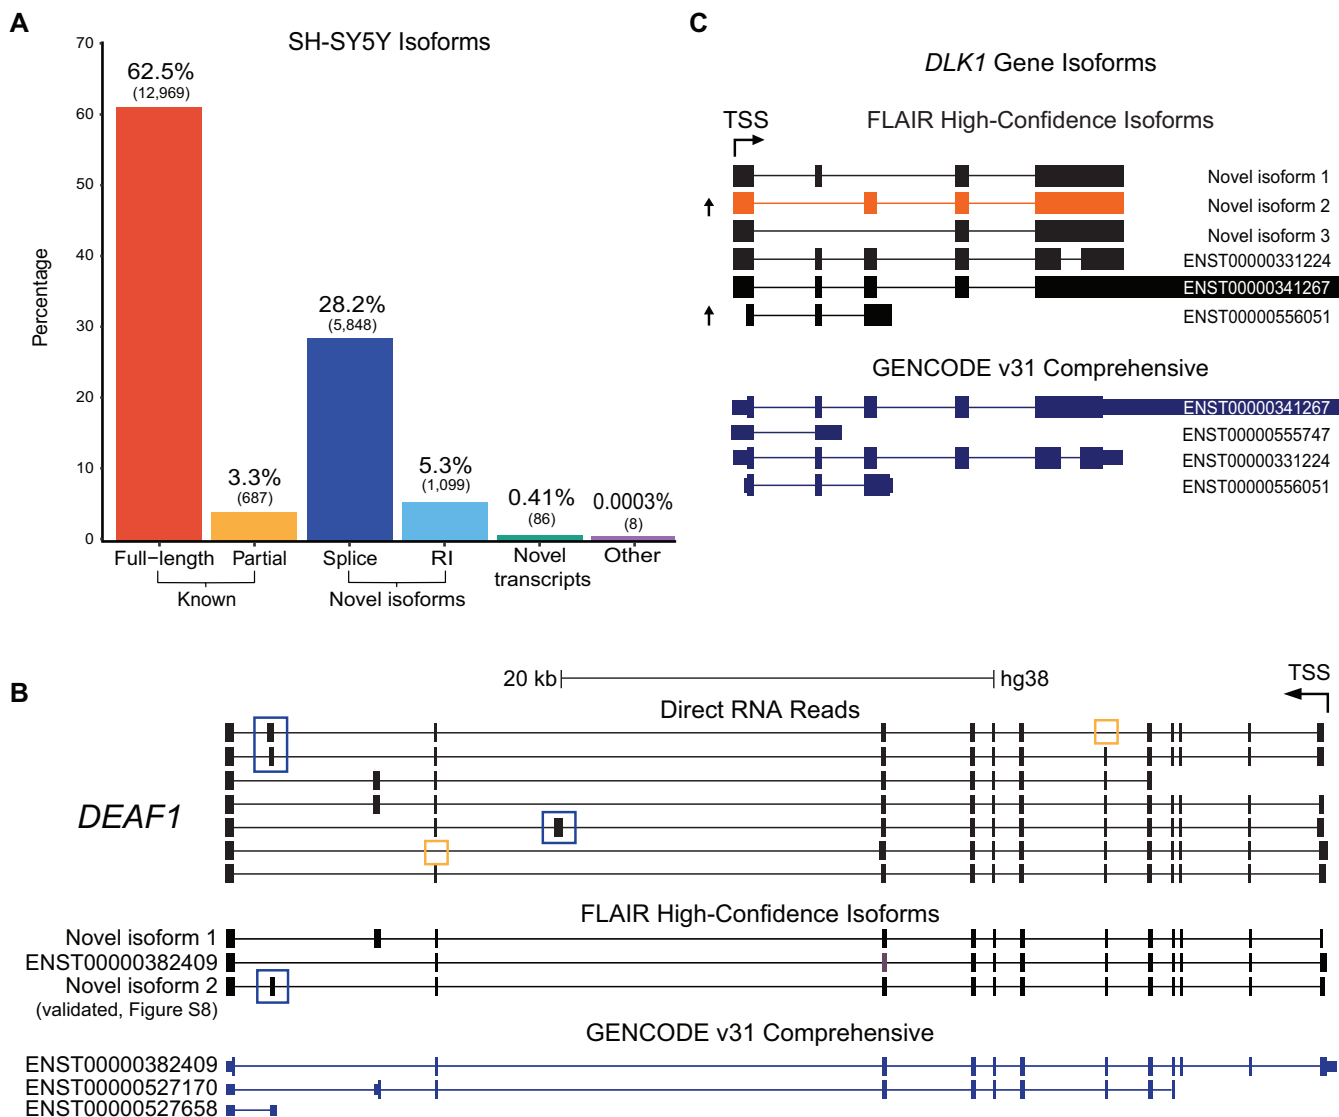 A
SH-SY5Y Isoforms
Percentage
70
60
50
40
30
20
10
0
62.5%
(12,969)
3.3%
(687)
28.2%
(5,848)
5.3%
(1,099)
0.41%
(86)
0.0003%
(8)
Full−length
Partial
Splice
RI
Novel
transcripts
Other
Known
Novel isoforms
C
DLK1 Gene Isoforms
TSS
FLAIR High-Confidence Isoforms
Novel isoform 1
Novel isoform 2
Novel isoform 3
ENST00000331224
ENST00000341267
ENST00000556051
GENCODE v31 Comprehensive
ENST00000341267
ENST00000555747
ENST00000331224
ENST00000556051
B
20 kb
hg38
TSS
Direct RNA Reads
DEAF1
FLAIR High-Confidence Isoforms
Novel isoform 1
ENST00000382409
Novel isoform 2
(validated, Figure S8)
GENCODE v31 Comprehensive
ENST00000382409
ENST00000527170
ENST00000527658